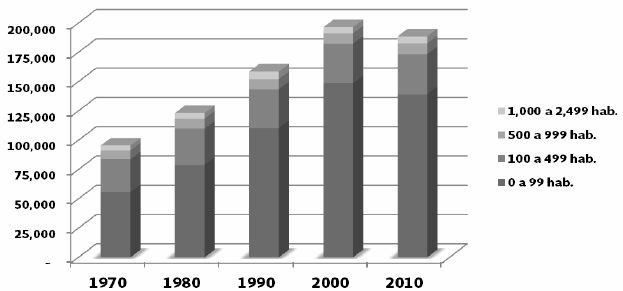 200,000
175,000
150,000
125,000
100,000
75,000
50,000
25,000
-
1970 1980 1990 2000 2010
1,000 a 2,499 hab.
500 a 999 hab.
100 a 499 hab.
0 a 99 hab.